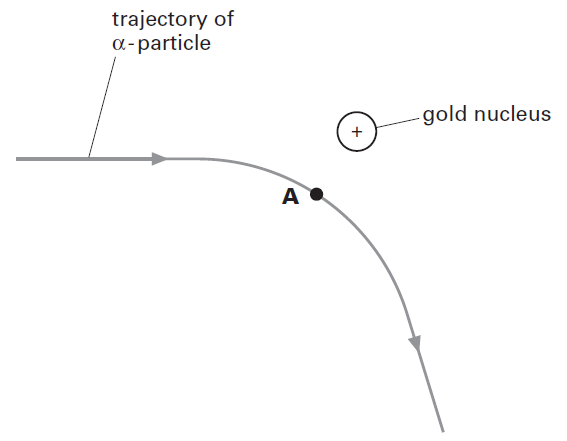 trajectory of
α-particle
gold nucleus
+
A